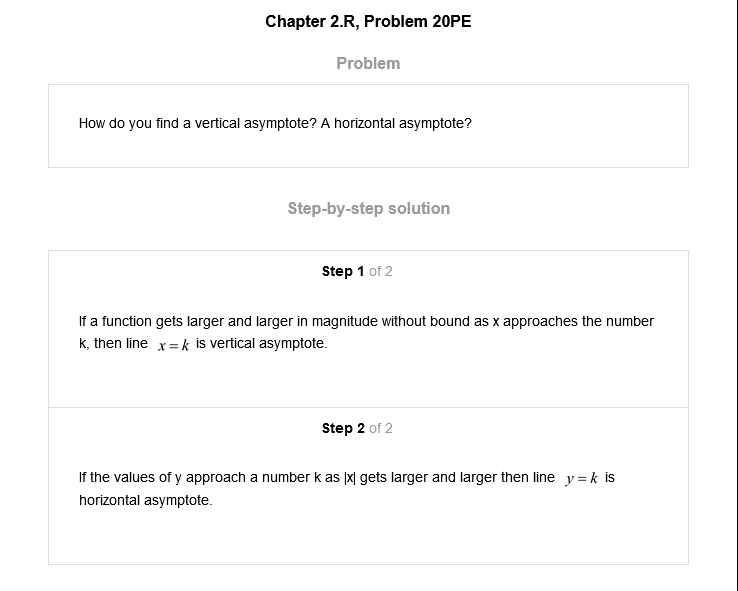 Chapter 2.R, Problem 20PE
Problem
How do you find a vertical asymptote? A horizontal asymptote?
Step-by-step solution
Step 1 of 2
If a function gets larger and larger in magnitude without bound as x approaches the number
k, then line x = k is vertical asymptote.
Step 2 of 2
If the values of y approach a number k as |x| gets larger and larger then line y = k is
horizontal asymptote.